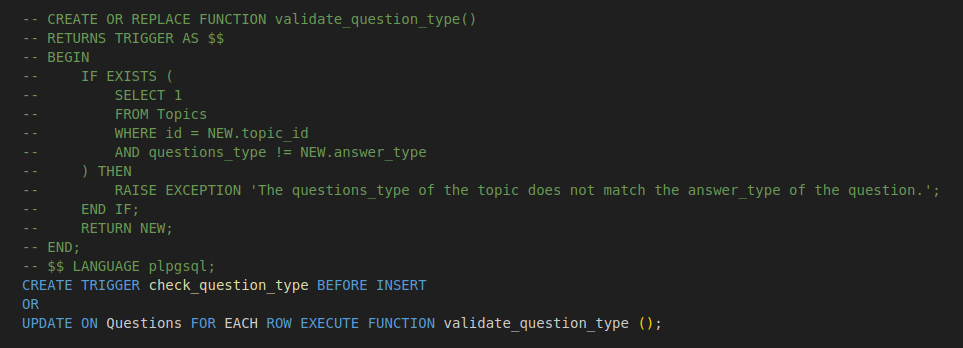 -- CREATE OR REPLACE FUNCTION validate_question_type()
-- RETURNS TRIGGER AS $$
-- BEGIN
--     IF EXISTS (
--         SELECT 1
--         FROM Topics
--         WHERE id = NEW.topic_id
--         AND questions_type != NEW.answer_type
--     ) THEN
--         RAISE EXCEPTION 'The questions_type of the topic does not match the answer_type of the question.';
--     END IF;
--     RETURN NEW;
-- END;
-- $$ LANGUAGE plpgsql;
CREATE TRIGGER check_question_type BEFORE INSERT
OR
UPDATE ON Questions FOR EACH ROW EXECUTE FUNCTION validate_question_type ();